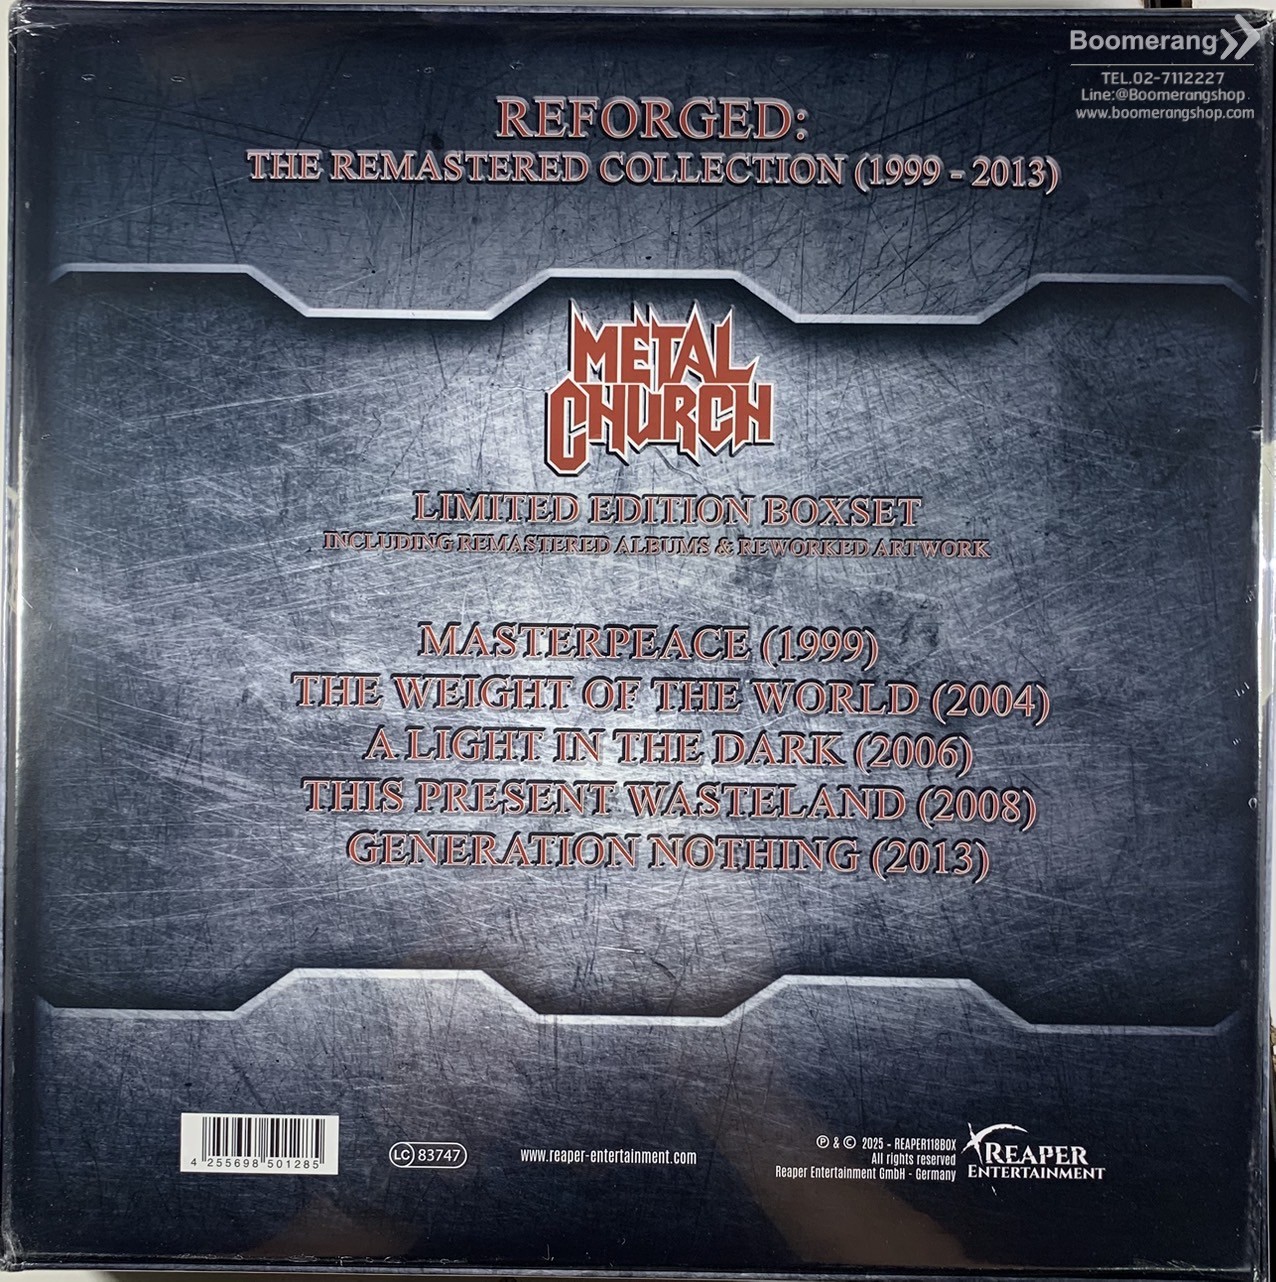 Boomerang
TEL.02-7112227
Line:@Boomerangshop
www.boomerangshop.com
REFORGED:
THE REMASTERED COLLECTION (1999 - 2013)
METAL
CHURCH
LIMITED EDITION BOXSET
INCLUDING REMASTERED ALBUMS & REWORKED ARTWORK
MASTERPEACE (1999)
THE WEIGHT OF THE WORLD (2004)
A LIGHT IN THE DARK (2006)
THIS PRESENT WASTELAND (2008)
GENERATION NOTHING (2013)
4 255698 501285
LC 83747
www.reaper-entertainment.com
℗ & © 2025 - REAPER118BOX
All rights reserved
Reaper Entertainment GmbH - Germany
REAPER
ENTERTAINMENT